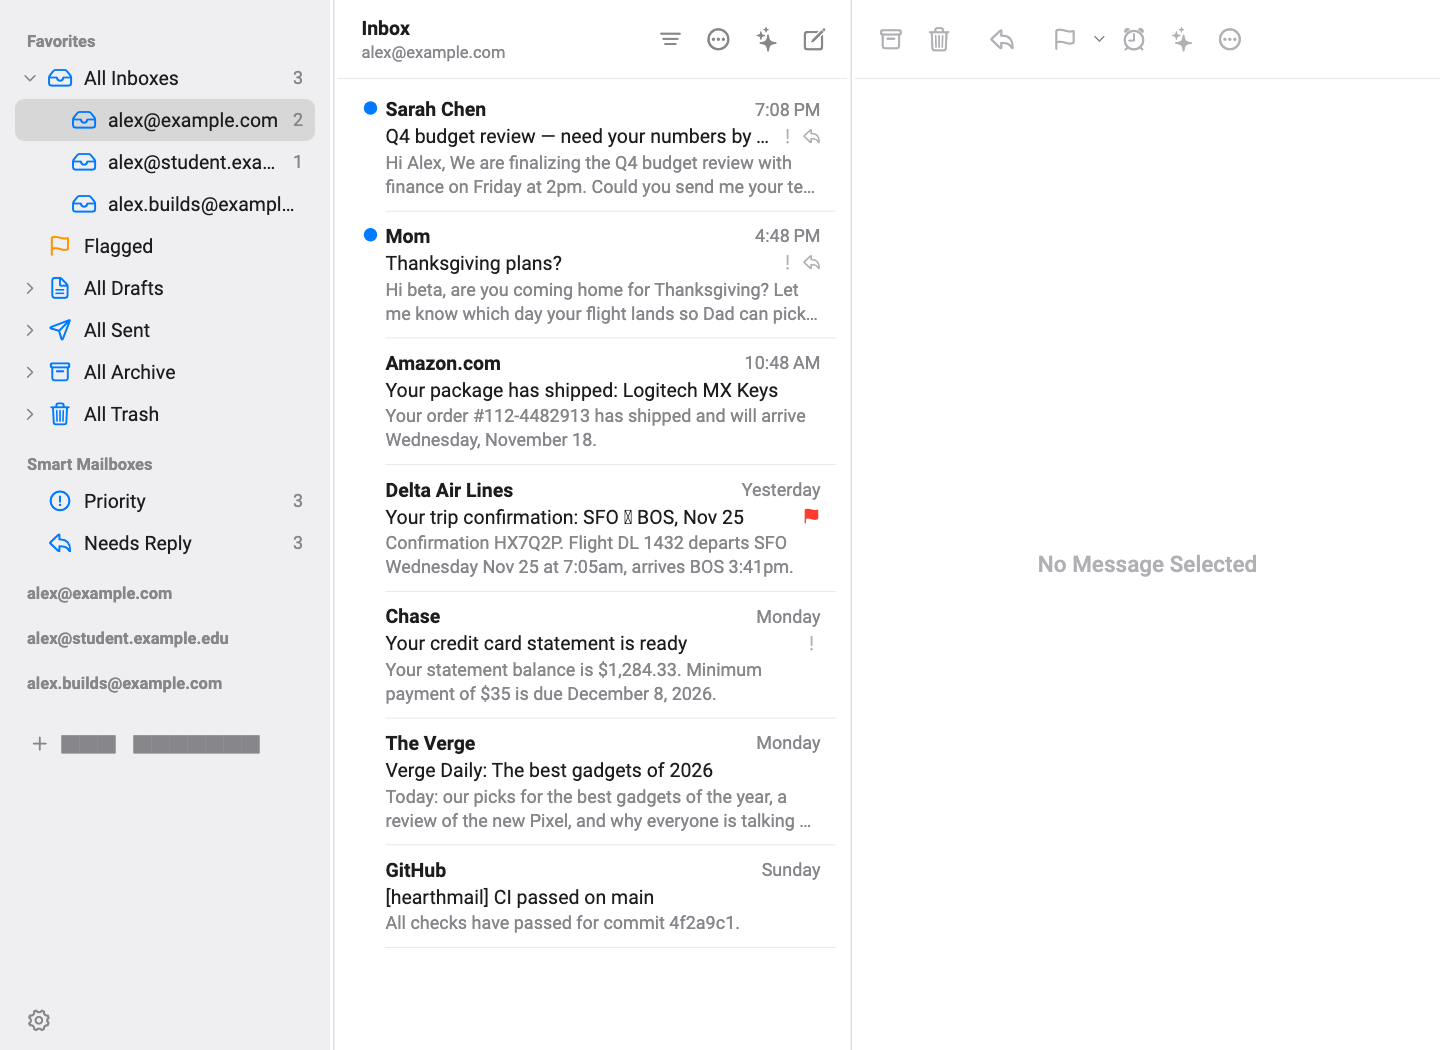 Favorites
All Inboxes 3
alex@example.com 2
alex@student.exa... 1
alex.builds@exampl...
Flagged
All Drafts
All Sent
All Archive
All Trash
Smart Mailboxes
Priority 3
Needs Reply 3
alex@example.com
alex@student.example.edu
alex.builds@example.com
Inbox
alex@example.com
Sarah Chen 7:08 PM
Q4 budget review — need your numbers by ...
Hi Alex, We are finalizing the Q4 budget review with
finance on Friday at 2pm. Could you send me your te...
Mom 4:48 PM
Thanksgiving plans?
Hi beta, are you coming home for Thanksgiving? Let
me know which day your flight lands so Dad can pick...
Amazon.com 10:48 AM
Your package has shipped: Logitech MX Keys
Your order #112-4482913 has shipped and will arrive
Wednesday, November 18.
Delta Air Lines Yesterday
Your trip confirmation: SFO BOS, Nov 25
Confirmation HX7Q2P. Flight DL 1432 departs SFO
Wednesday Nov 25 at 7:05am, arrives BOS 3:41pm.
Chase Monday
Your credit card statement is ready
Your statement balance is $1,284.33. Minimum
payment of $35 is due December 8, 2026.
The Verge Monday
Verge Daily: The best gadgets of 2026
Today: our picks for the best gadgets of the year, a
review of the new Pixel, and why everyone is talking ...
GitHub Sunday
[hearthmail] CI passed on main
All checks have passed for commit 4f2a9c1.
No Message Selected